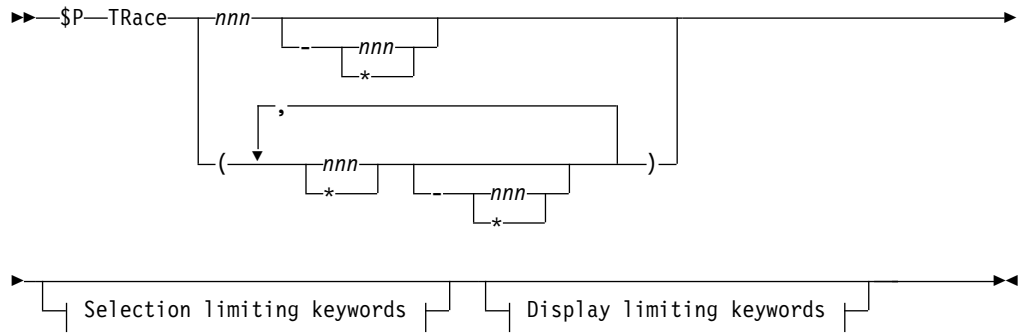 $P TRace nnn
- nnn
*
,
( nnn - nnn )
* *
Selection limiting keywords Display limiting keywords